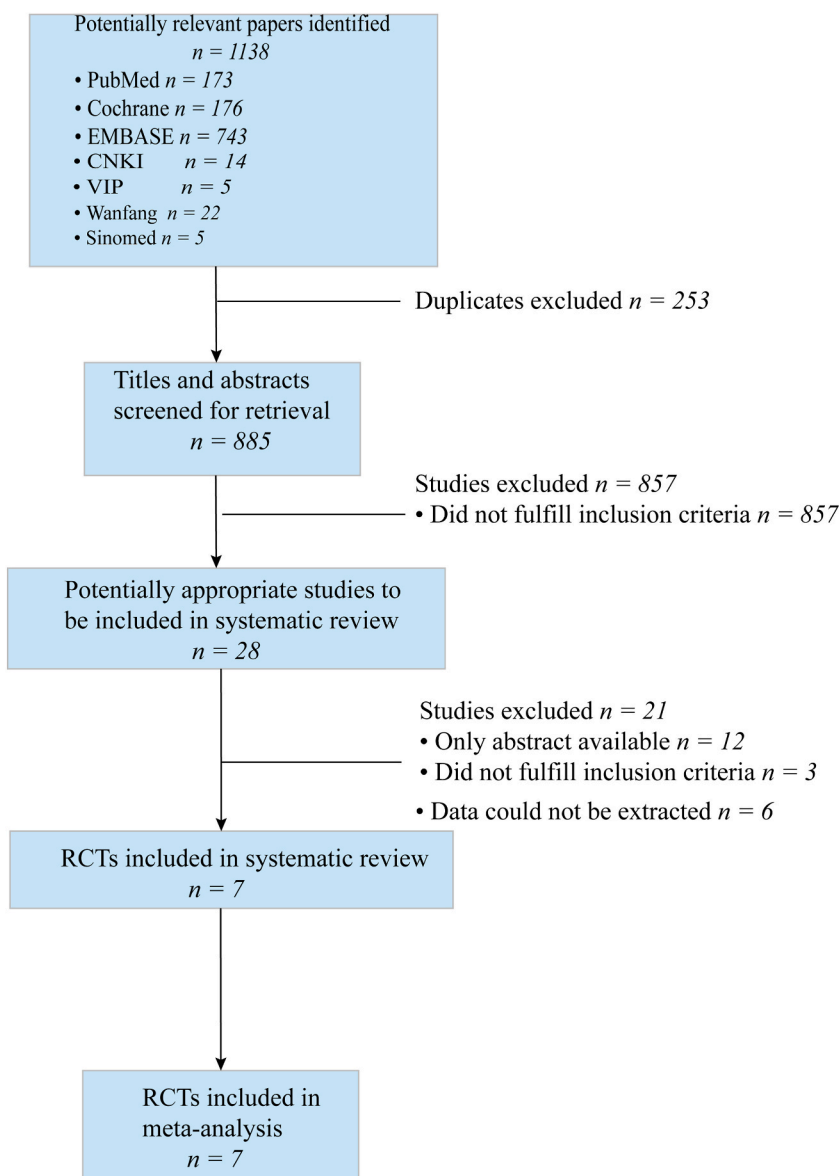 Potentially relevant papers identified
n = 1138
• PubMed n = 173
• Cochrane n = 176
• EMBASE n = 743
• CNKI n = 14
• VIP n = 5
• Wanfang n = 22
• Sinomed n = 5
Duplicates excluded n = 253
Titles and abstracts
screened for retrieval
n = 885
Studies excluded n = 857
• Did not fulfill inclusion criteria n = 857
Potentially appropriate studies to
be included in systematic review
n = 28
Studies excluded n = 21
• Only abstract available n = 12
• Did not fulfill inclusion criteria n = 3
• Data could not be extracted n = 6
RCTs included in systematic review
n = 7
RCTs included in
meta-analysis
n = 7